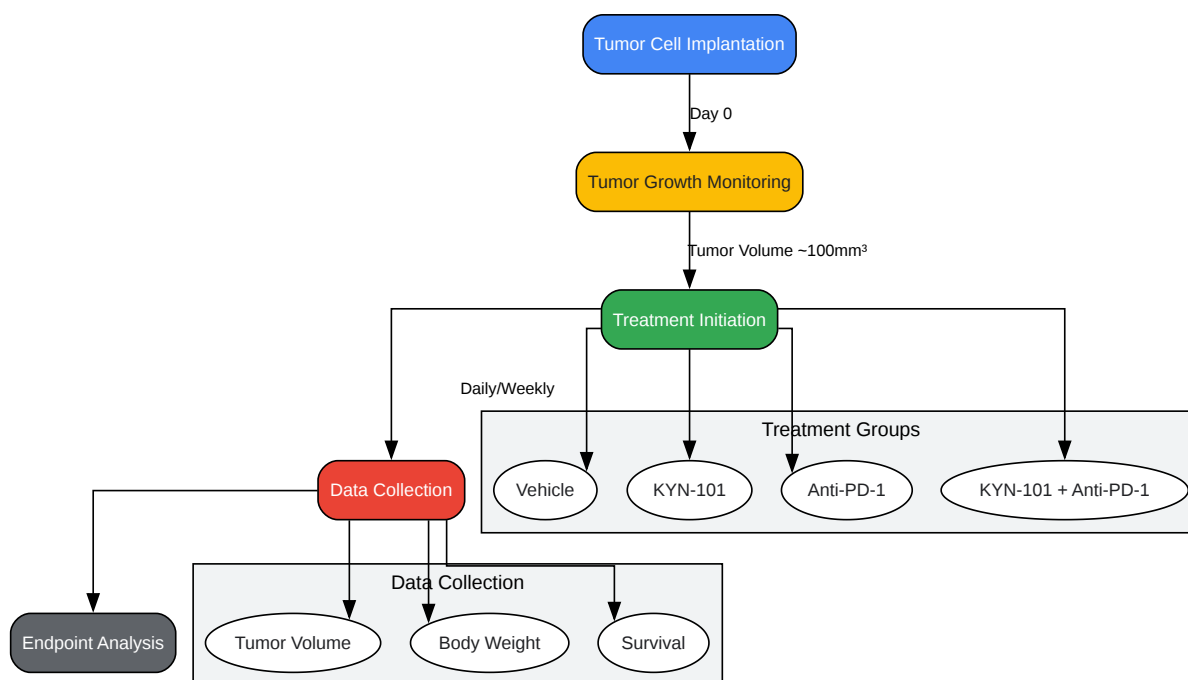 Tumor Cell Implantation
Day 0
Tumor Growth Monitoring
Tumor Volume ~100mm³
Treatment Initiation
Daily/Weekly
Treatment Groups
Vehicle
KYN-101
Anti-PD-1
KYN-101 + Anti-PD-1
Data Collection
Data Collection
Endpoint Analysis
Tumor Volume
Body Weight
Survival